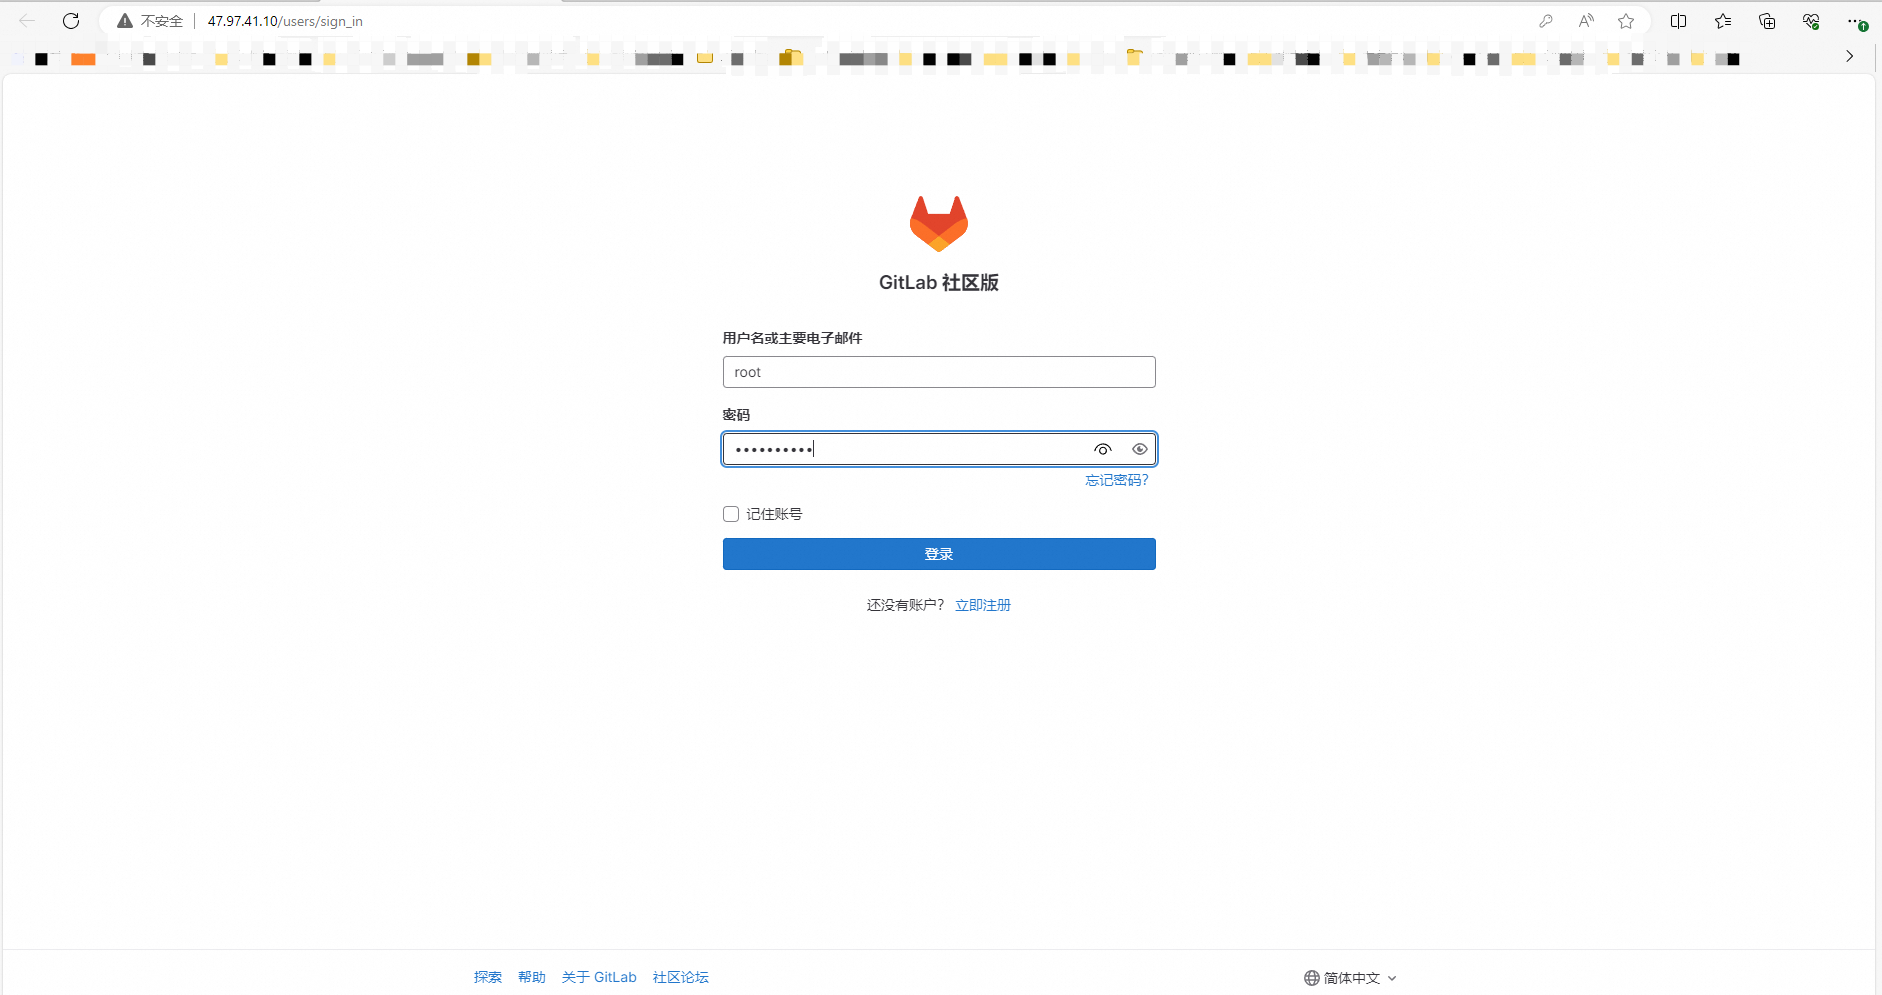 不安全 47.97.41.10/users/sign_in
GitLab 社区版
用户名或主要电子邮件
root
密码
••••••••••
忘记密码?
记住账号
登录
还没有账户? 立即注册
探索 帮助 关于 GitLab 社区论坛 简体中文